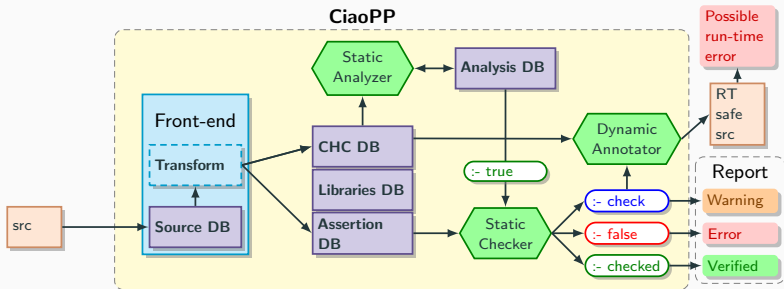 CiaoPP
Possible
run-time
error
Static
Analyzer
Analysis DB
Front-end
Transform
Source DB
src
CHC DB
Libraries DB
Assertion
DB
:- true
Static
Checker
Dynamic
Annotator
RT
safe
src
:- check
:- false
:- checked
Report
Warning
Error
Verified